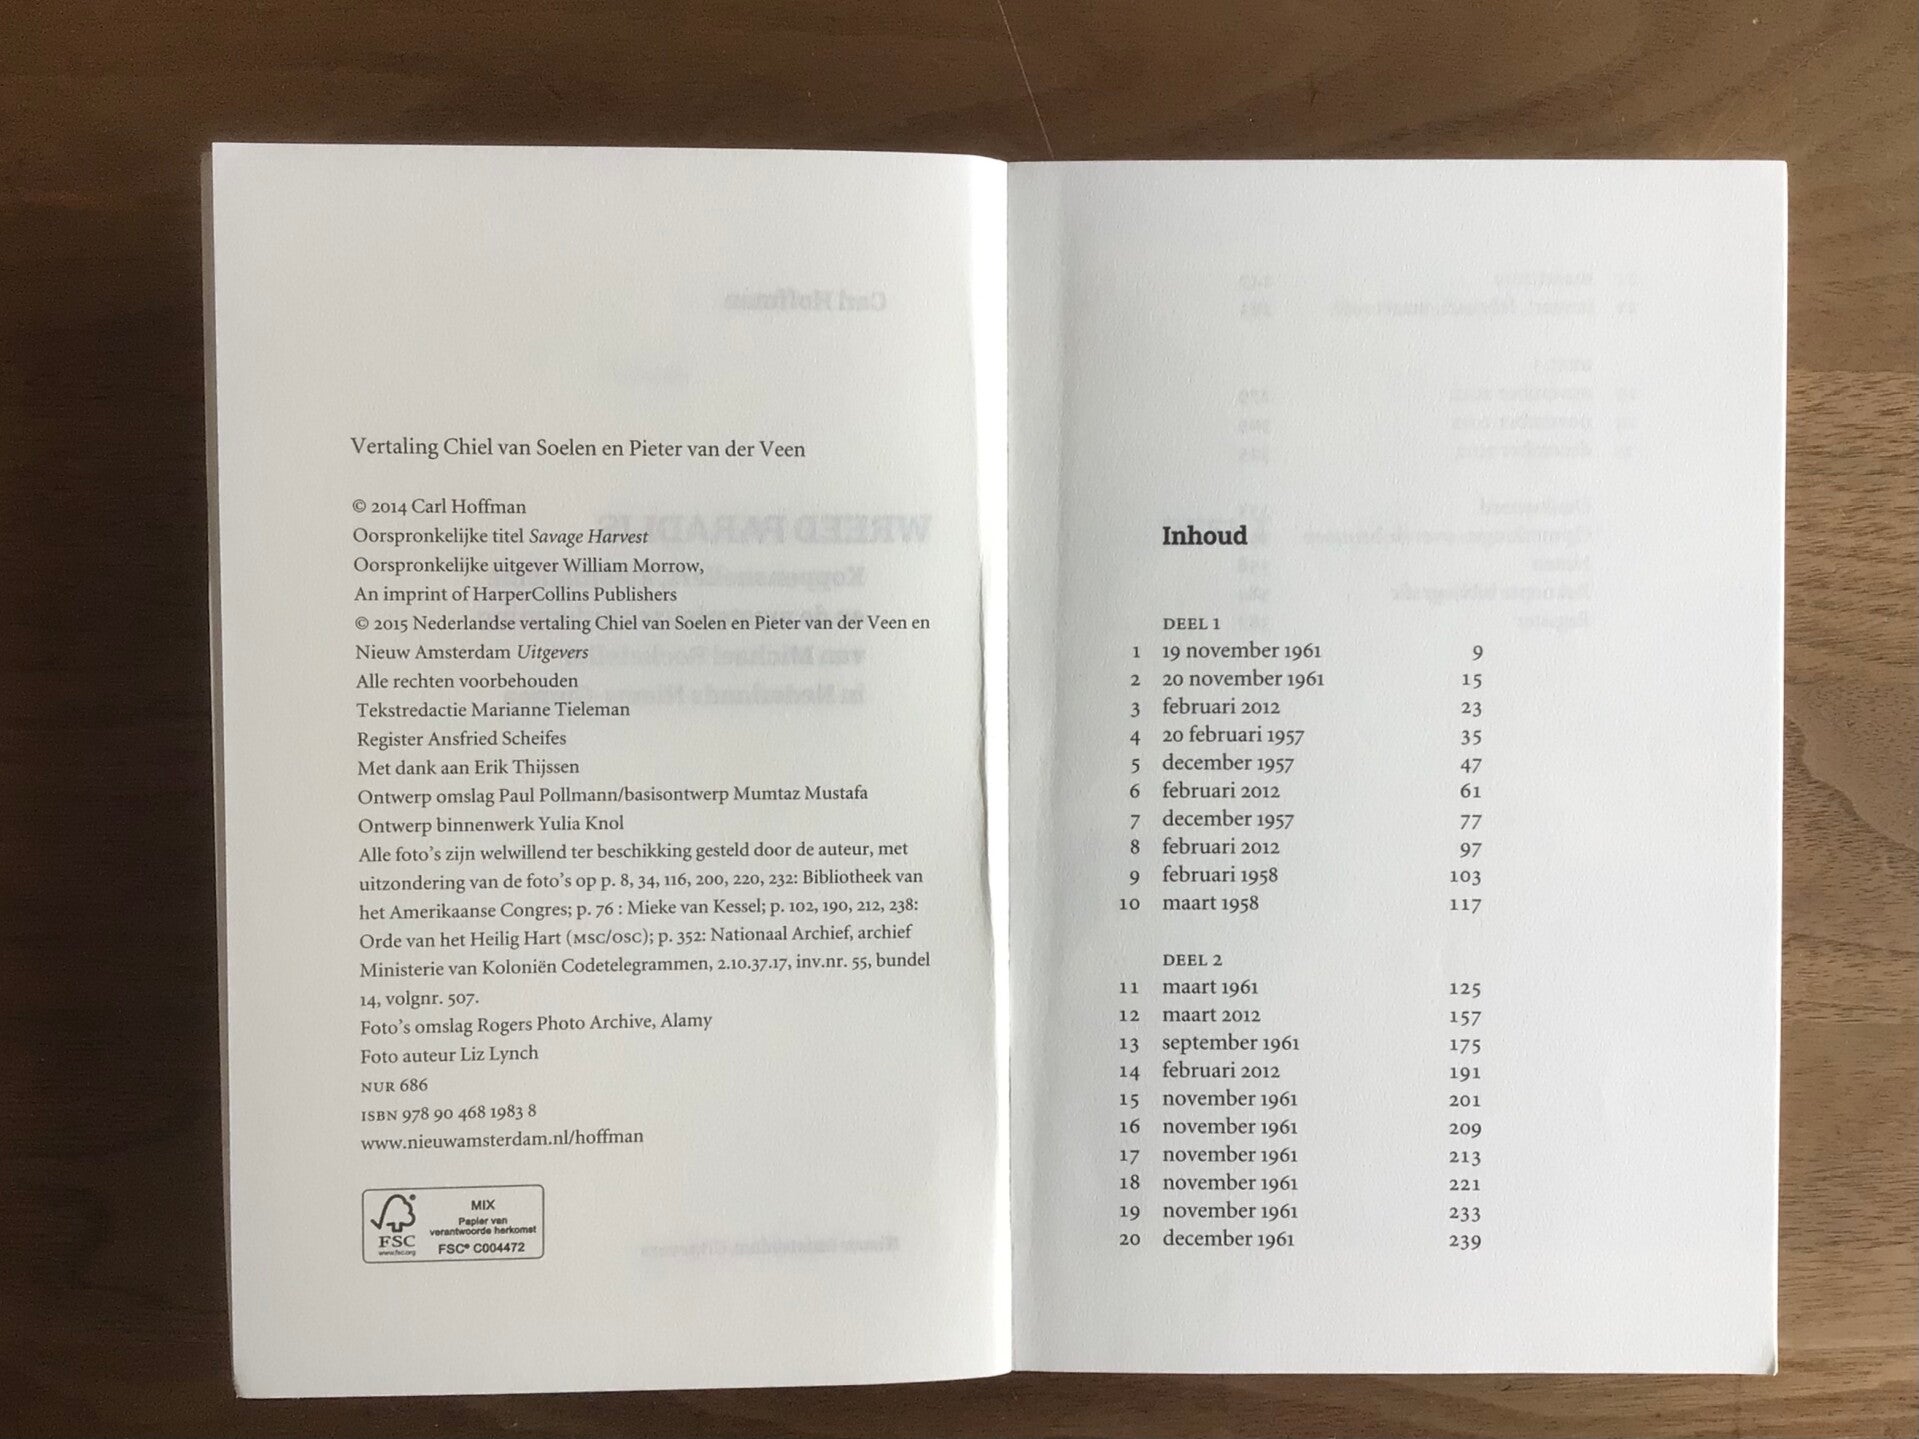 Vertaling Chiel van Soelen en Pieter van der Veen
© 2014 Carl Hoffman
Oorspronkelijke titel Savage Harvest
Oorspronkelijke uitgever William Morrow,
An imprint of HarperCollins Publishers
© 2015 Nederlandse vertaling Chiel van Soelen en Pieter van der Veen en
Nieuw Amsterdam Uitgevers
Alle rechten voorbehouden
Tekstredactie Marianne Tieleman
Register Ansfried Scheifes
Met dank aan Erik Thijssen
Ontwerp omslag Paul Pollmann/basisontwerp Mumtaz Mustafa
Ontwerp binnenwerk Yulia Knol
Alle foto's zijn welwillend ter beschikking gesteld door de auteur, met
uitzondering van de foto's op p. 8, 34, 116, 200, 220, 232: Bibliotheek van
het Amerikaanse Congres; p. 76 : Mieke van Kessel; p. 102, 190, 212, 238:
Orde van het Heilig Hart (MSC/OSC); p. 352: Nationaal Archief, archief
Ministerie van Koloniën Codetelegrammen, 2.10.37.17, inv.nr. 55, bundel
14, volgnr. 507.
Foto's omslag Rogers Photo Archive, Alamy
Foto auteur Liz Lynch
NUR 686
ISBN 978 90 468 1983 8
www.nieuwamsterdam.nl/hoffman
FSC
www.fsc.org
MIX
Papier van
verantwoorde herkomst
FSC® C004472
Inhoud
DEEL 1
1 19 november 1961 9
2 20 november 1961 15
3 februari 2012 23
4 20 februari 1957 35
5 december 1957 47
6 februari 2012 61
7 december 1957 77
8 februari 2012 97
9 februari 1958 103
10 maart 1958 117
DEEL 2
11 maart 1961 125
12 maart 2012 157
13 september 1961 175
14 februari 2012 191
15 november 1961 201
16 november 1961 209
17 november 1961 213
18 november 1961 221
19 november 1961 233
20 december 1961 239